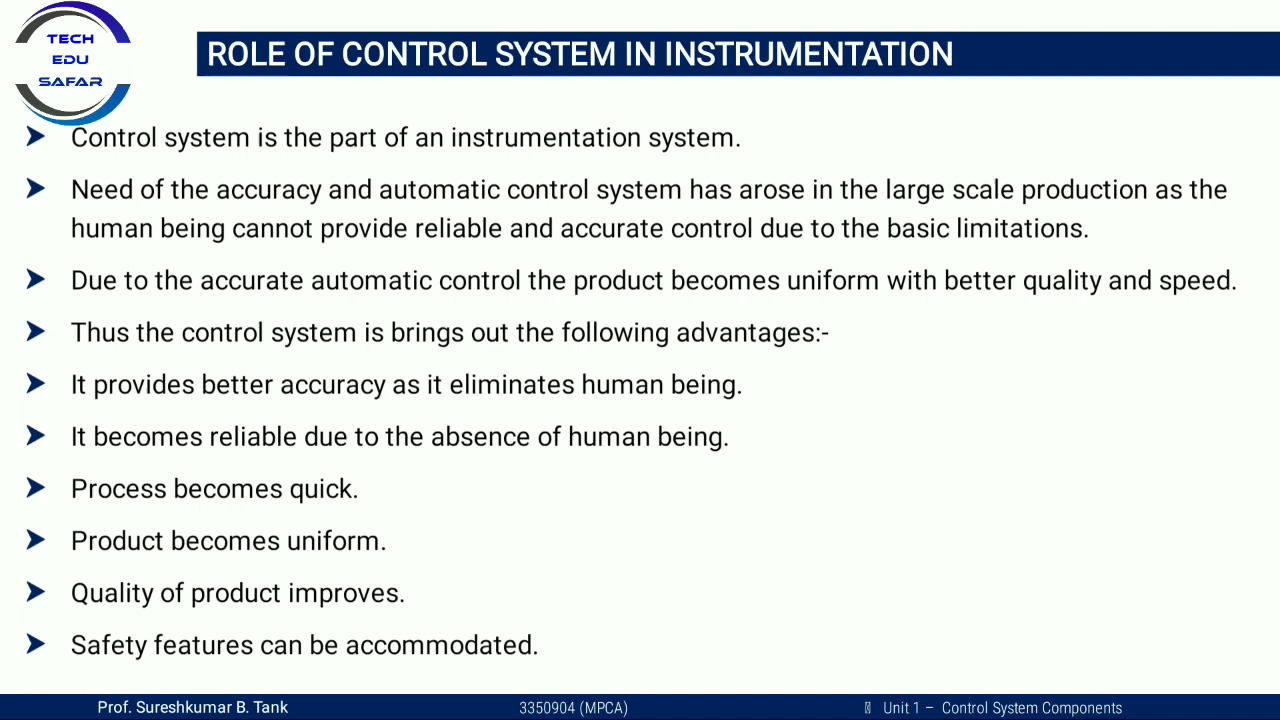 TECH
EDU
SAFAR
ROLE OF CONTROL SYSTEM IN INSTRUMENTATION
Control system is the part of an instrumentation system.
Need of the accuracy and automatic control system has arose in the large scale production as the
human being cannot provide reliable and accurate control due to the basic limitations.
Due to the accurate automatic control the product becomes uniform with better quality and speed.
Thus the control system is brings out the following advantages:-
It provides better accuracy as it eliminates human being.
It becomes reliable due to the absence of human being.
Process becomes quick.
Product becomes uniform.
Quality of product improves.
Safety features can be accommodated.
Prof. Sureshkumar B. Tank
3350904 (MPCA)
Unit 1 – Control System Components